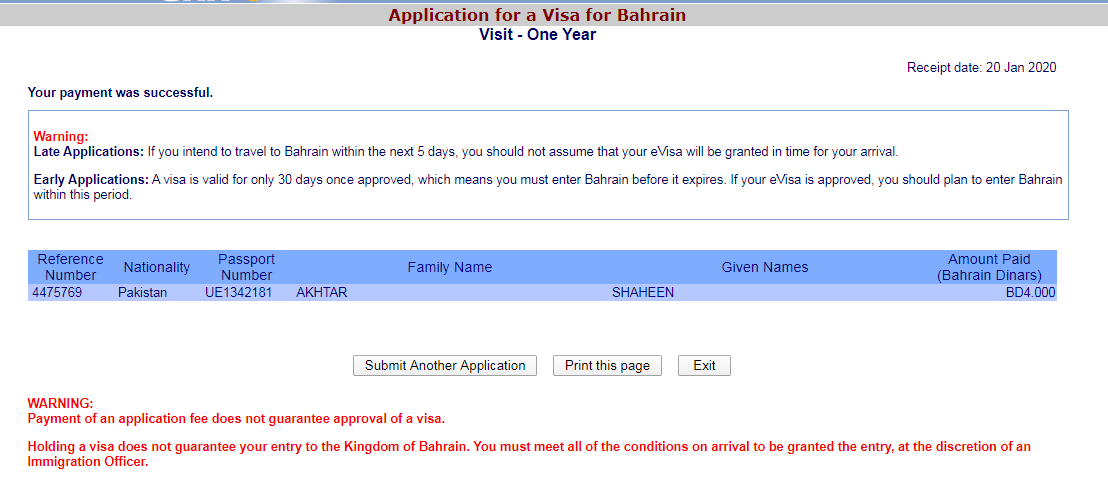 Application for a Visa for Bahrain
Visit - One Year
Receipt date: 20 Jan 2020
Your payment was successful.
Warning:
Late Applications: If you intend to travel to Bahrain within the next 5 days, you should not assume that your eVisa will be granted in time for your arrival.
Early Applications: A visa is valid for only 30 days once approved, which means you must enter Bahrain before it expires. If your eVisa is approved, you should plan to enter Bahrain
within this period.
Reference Number Nationality Passport Number Family Name Given Names Amount Paid (Bahrain Dinars)
4475769 Pakistan UE1342181 AKHTAR SHAHEEN BD4.000
Submit Another Application Print this page Exit
WARNING:
Payment of an application fee does not guarantee approval of a visa.
Holding a visa does not guarantee your entry to the Kingdom of Bahrain. You must meet all of the conditions on arrival to be granted the entry, at the discretion of an
Immigration Officer.